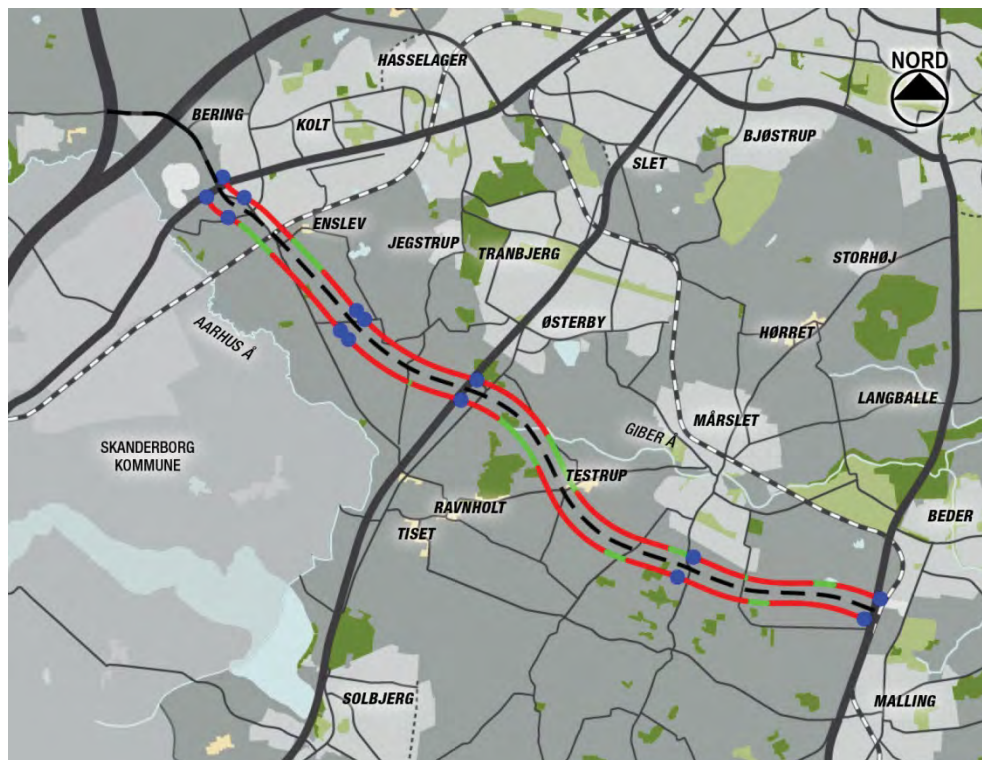 HASSELAGER
NORD
BERING
KOLT
BJØSTRUP
SLET
ENSLEV
JEGSTRUP
TRANBJERG
STORHØJ
AARHUS Å
ØSTERBY
HØRRET
LANGBALLE
MÅRSLET
GIBER Å
SKANDERBORG
KOMMUNE
TESTRUP
RAVNHOLT
BEDER
TISET
SOLBJERG
MALLING